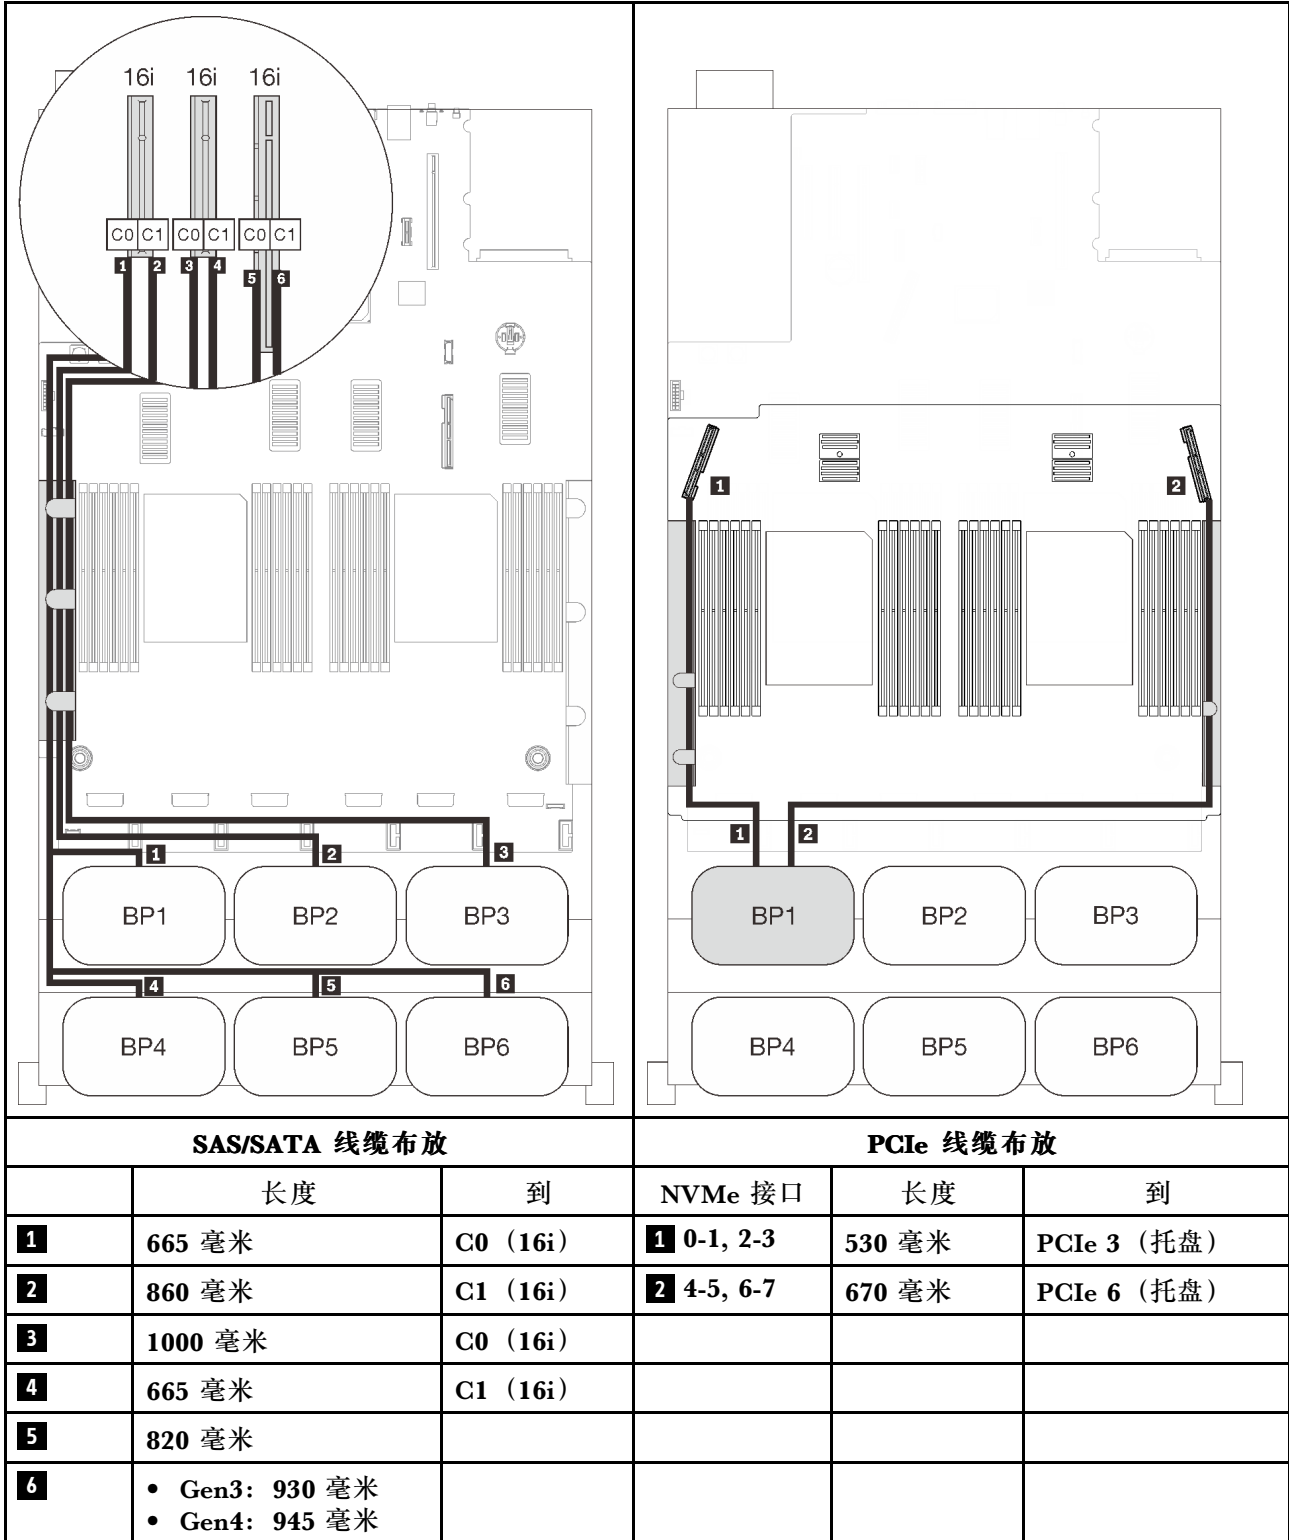 16i 16i 16i
C0 C1 C0 C1 C0 C1
1 2 3 4 5 6
1 2
1 2 3
1 2
BP1 BP2 BP3
BP1 BP2 BP3
4 5 6
BP4 BP5 BP6
BP4 BP5 BP6
SAS/SATA 线缆布放 PCIe 线缆布放
长度 到 NVMe 接口 长度 到
1 665 毫米 C0（16i） 1 0-1, 2-3 530 毫米 PCIe 3（托盘）
2 860 毫米 C1（16i） 2 4-5, 6-7 670 毫米 PCIe 6（托盘）
3 1000 毫米 C0（16i）
4 665 毫米 C1（16i）
5 820 毫米
6 • Gen3：930 毫米
• Gen4：945 毫米